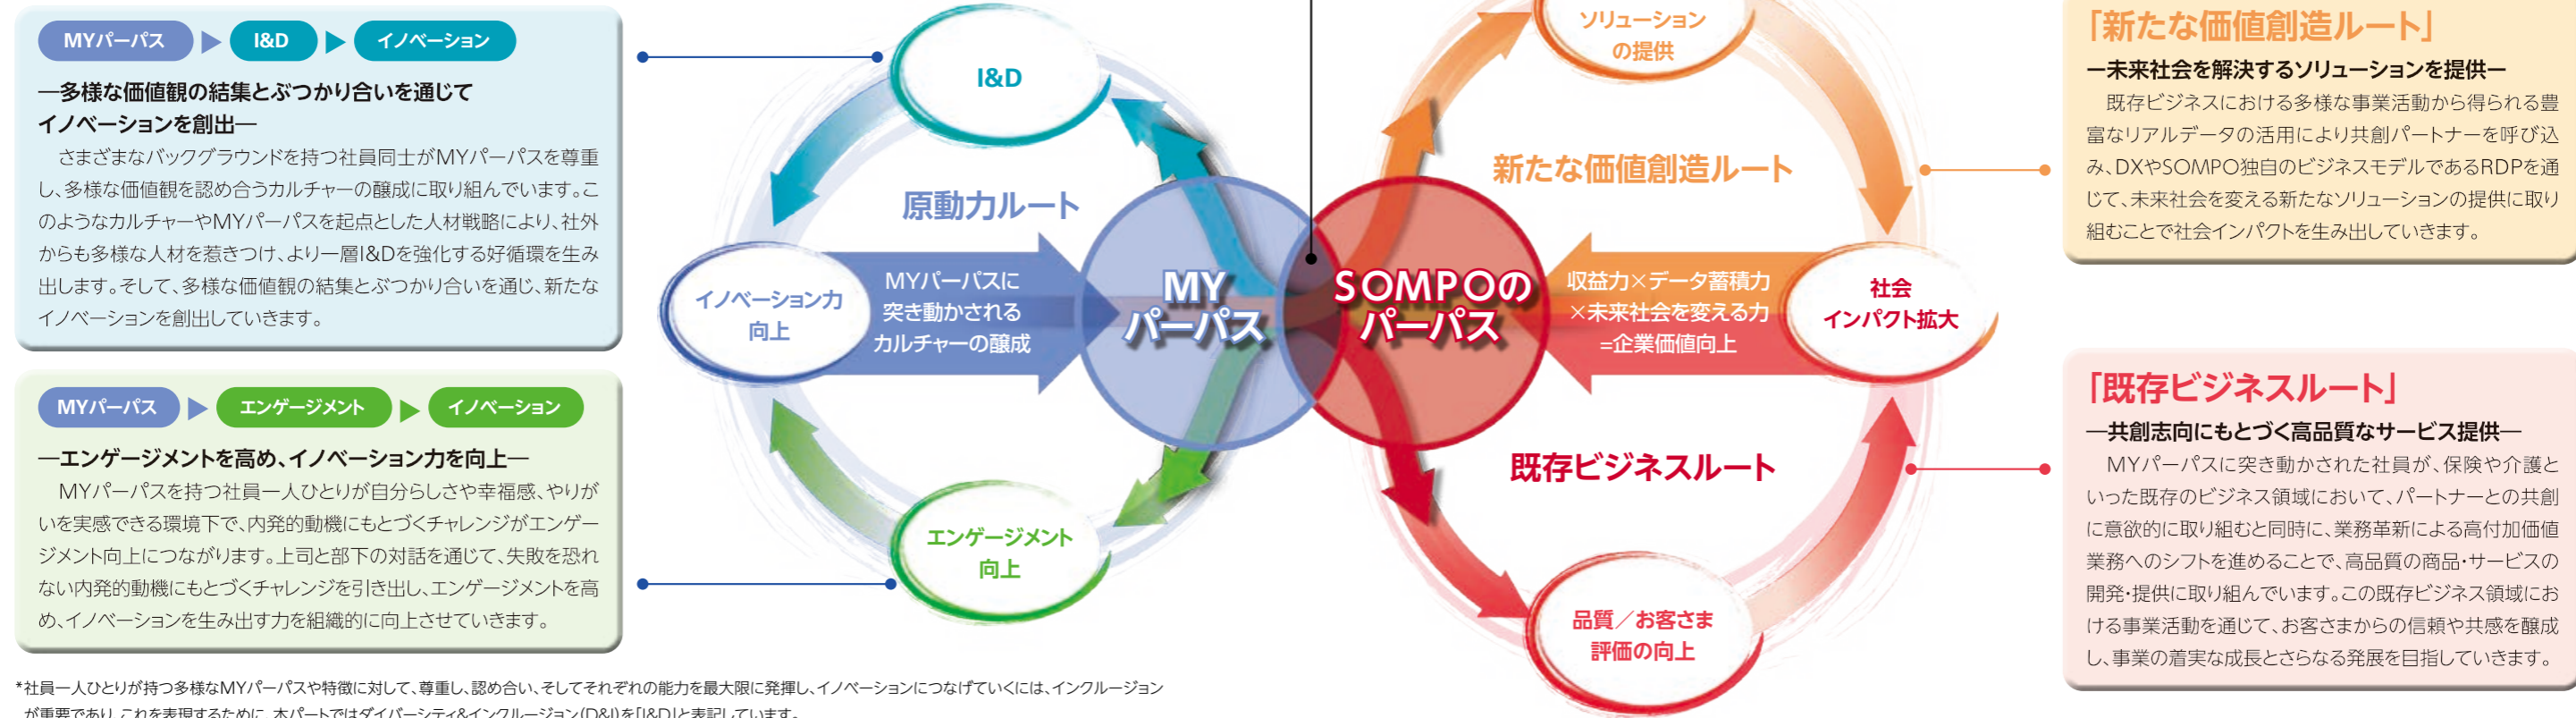 MYパーパス I&D イノベーション
―多様な価値観の結集とぶつかり合いを通じて
イノベーションを創出―
さまざまなバックグラウンドを持つ社員同士がMYパーパスを尊重
し、多様な価値観を認め合うカルチャーの醸成に取り組んでいます。こ
のようなカルチャーやMYパーパスを起点とした人材戦略により、社外
からも多様な人材を惹きつけ、より一層I&Dを強化する好循環を生み
出します。そして、多様な価値観の結集とぶつかり合いを通じ、新たな
イノベーションを創出していきます。
MYパーパス エンゲージメント イノベーション
―エンゲージメントを高め、イノベーション力を向上―
MYパーパスを持つ社員一人ひとりが自分らしさや幸福感、やりが
いを実感できる環境下で、内発的動機にもとづくチャレンジがエンゲー
ジメント向上につながります。上司と部下の対話を通じて、失敗を恐れ
ない内発的動機にもとづくチャレンジを引き出し、エンゲージメントを高
め、イノベーションを生み出す力を組織的に向上させていきます。
I&D
原動力ルート
イノベーション力
向上
MYパーパスに
突き動かされる
カルチャーの醸成
MY
パーパス
エンゲージメント
向上
ソリューション
の提供
新たな価値創造ルート
SOMPOの
パーパス
収益力×データ蓄積力
×未来社会を変える力
=企業価値向上
社会
インパクト拡大
既存ビジネスルート
品質／お客さま
評価の向上
「新たな価値創造ルート」
ー未来社会を解決するソリューションを提供ー
既存ビジネスにおける多様な事業活動から得られる豊
富なリアルデータの活用により共創パートナーを呼び込
み、DXやSOMPO独自のビジネスモデルであるRDPを通
じて、未来社会を変える新たなソリューションの提供に取り
組むことで社会インパクトを生み出していきます。
「既存ビジネスルート」
―共創志向にもとづく高品質なサービス提供―
MYパーパスに突き動かされた社員が、保険や介護と
いった既存のビジネス領域において、パートナーとの共創
に意欲的に取り組むと同時に、業務革新による高付加価値
業務へのシフトを進めることで、高品質の商品・サービスの
開発・提供に取り組んでいます。この既存ビジネス領域にお
ける事業活動を通じて、お客さまからの信頼や共感を醸成
し、事業の着実な成長とさらなる発展を目指していきます。
*社員一人ひとりが持つ多様なMYパーパスや特徴に対して、尊重し、認め合い、そしてそれぞれの能力を最大限に発揮し、イノベーションにつなげていくには、インクルージョン
が重要であり、これを表現するために、本パートではダイバーシティ&インクルージョン(D&I)を「I&D」と表記しています。